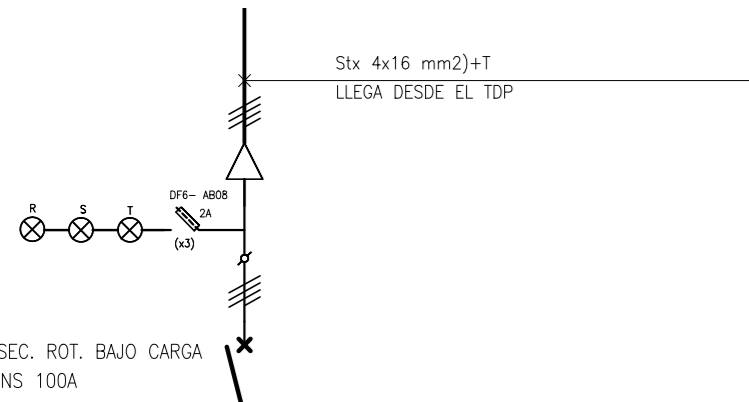 Stx 4x16 mm2)+T
LLEGA DESDE EL TDP
DF6- AB08
2A
R S T
(x3)
SEC. ROT. BAJO CARGA
NS 100A